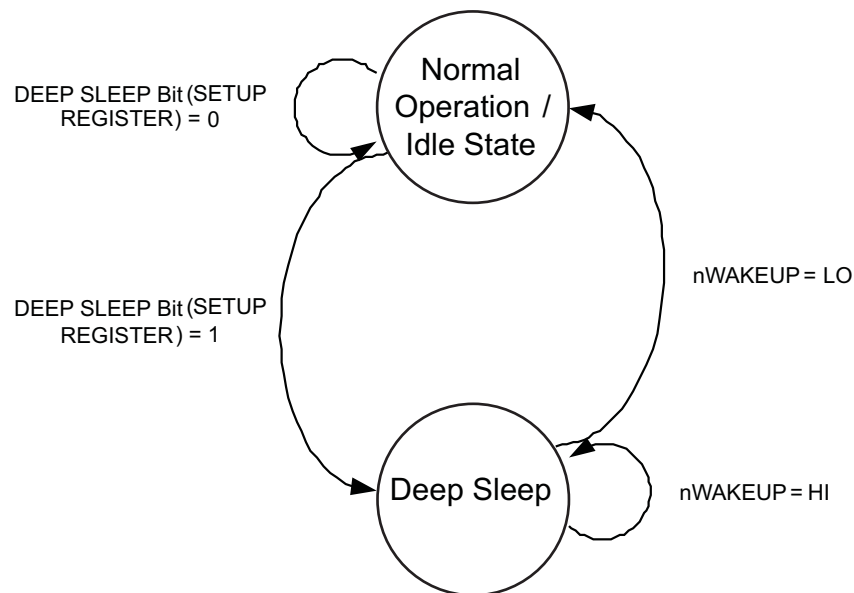 Normal
Operation /
Idle State
DEEP SLEEP Bit (SETUP
REGISTER) = 0
nWAKEUP = LO
DEEP SLEEP Bit (SETUP
REGISTER) = 1
Deep Sleep
nWAKEUP = HI